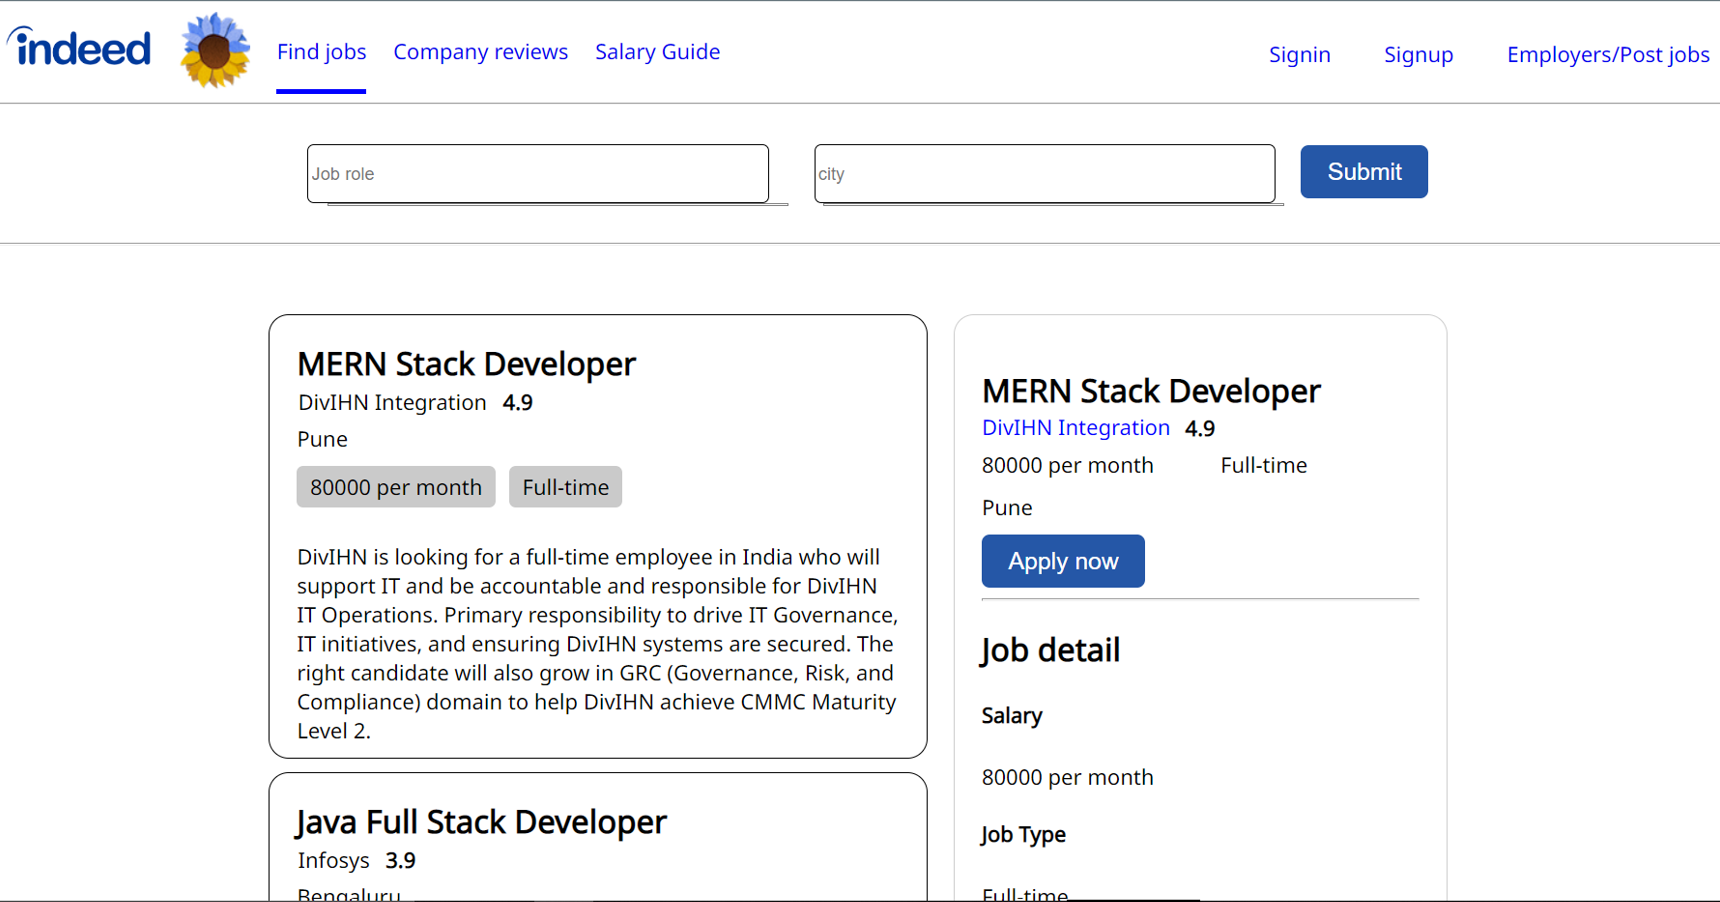 indeed
Find jobs Company reviews Salary Guide
Signin Signup Employers/Post jobs
Job role
city
Submit
MERN Stack Developer
DivIHN Integration 4.9
Pune
80000 per month Full-time
DivIHN is looking for a full-time employee in India who will
support IT and be accountable and responsible for DivIHN
IT Operations. Primary responsibility to drive IT Governance,
IT initiatives, and ensuring DivIHN systems are secured. The
right candidate will also grow in GRC (Governance, Risk, and
Compliance) domain to help DivIHN achieve CMMC Maturity
Level 2.
Java Full Stack Developer
Infosys 3.9
Bengaluru
MERN Stack Developer
DivIHN Integration 4.9
80000 per month Full-time
Pune
Apply now
Job detail
Salary
80000 per month
Job Type
Full-time